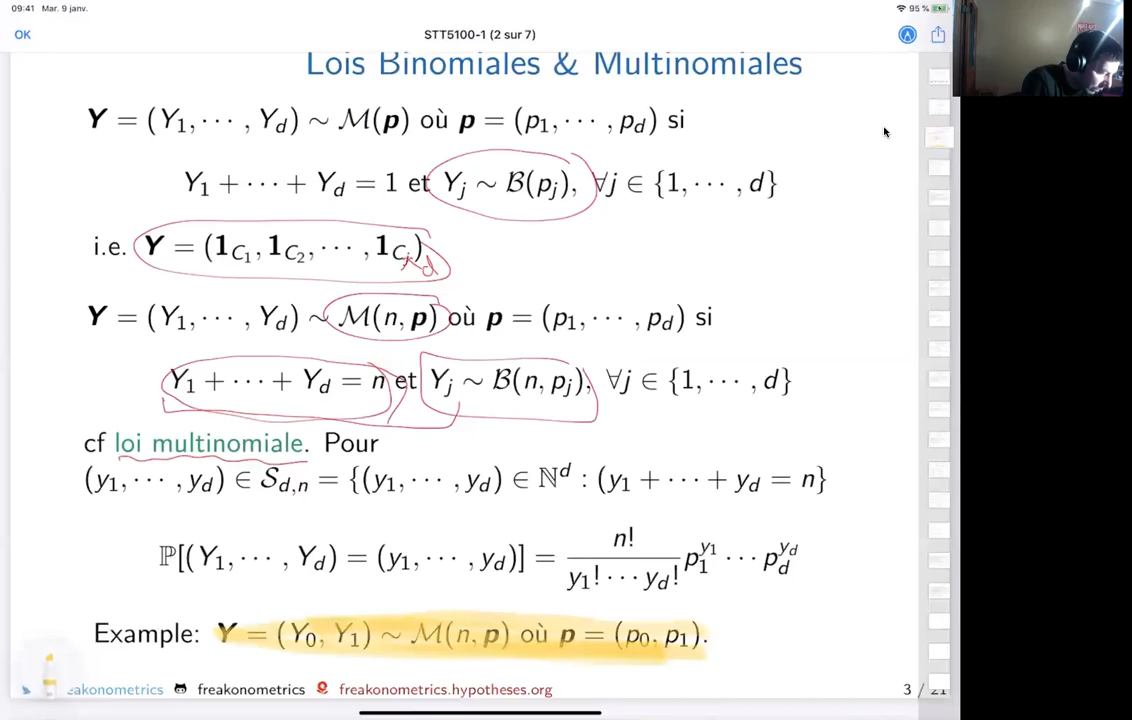 09:41 Mar. 9 janv.
95 %
OK
STT5100-1 (2 sur 7)
Lois Binomiales & Multinomiales
Y = (Y₁, ⋯ , Y_d) ∼ ℳ(p) où p = (p₁, ⋯ , p_d) si
Y₁ + ⋯ + Y_d = 1 et Y_j ∼ ℬ(p_j), ∀j ∈ {1, ⋯ , d}
i.e. Y = (1_{C₁}, 1_{C₂}, ⋯ , 1_{C_i})
d
Y = (Y₁, ⋯ , Y_d) ∼ ℳ(n, p) où p = (p₁, ⋯ , p_d) si
Y₁ + ⋯ + Y_d = n et Y_j ∼ ℬ(n, p_j), ∀j ∈ {1, ⋯ , d}
cf loi multinomiale. Pour
(y₁, ⋯ , y_d) ∈ 𝒮_{d,n} = {(y₁, ⋯ , y_d) ∈ ℕ^d : (y₁ + ⋯ + y_d = n}
ℙ[(Y₁, ⋯ , Y_d) = (y₁, ⋯ , y_d)] = n! / (y₁! ⋯ y_d!) p₁^{y₁} ⋯ p_d^{y_d}
Example: Y = (Y₀, Y₁) ∼ ℳ(n, p) où p = (p₀, p₁).
eakonometrics freakonometrics freakonometrics.hypotheses.org 3 / 21